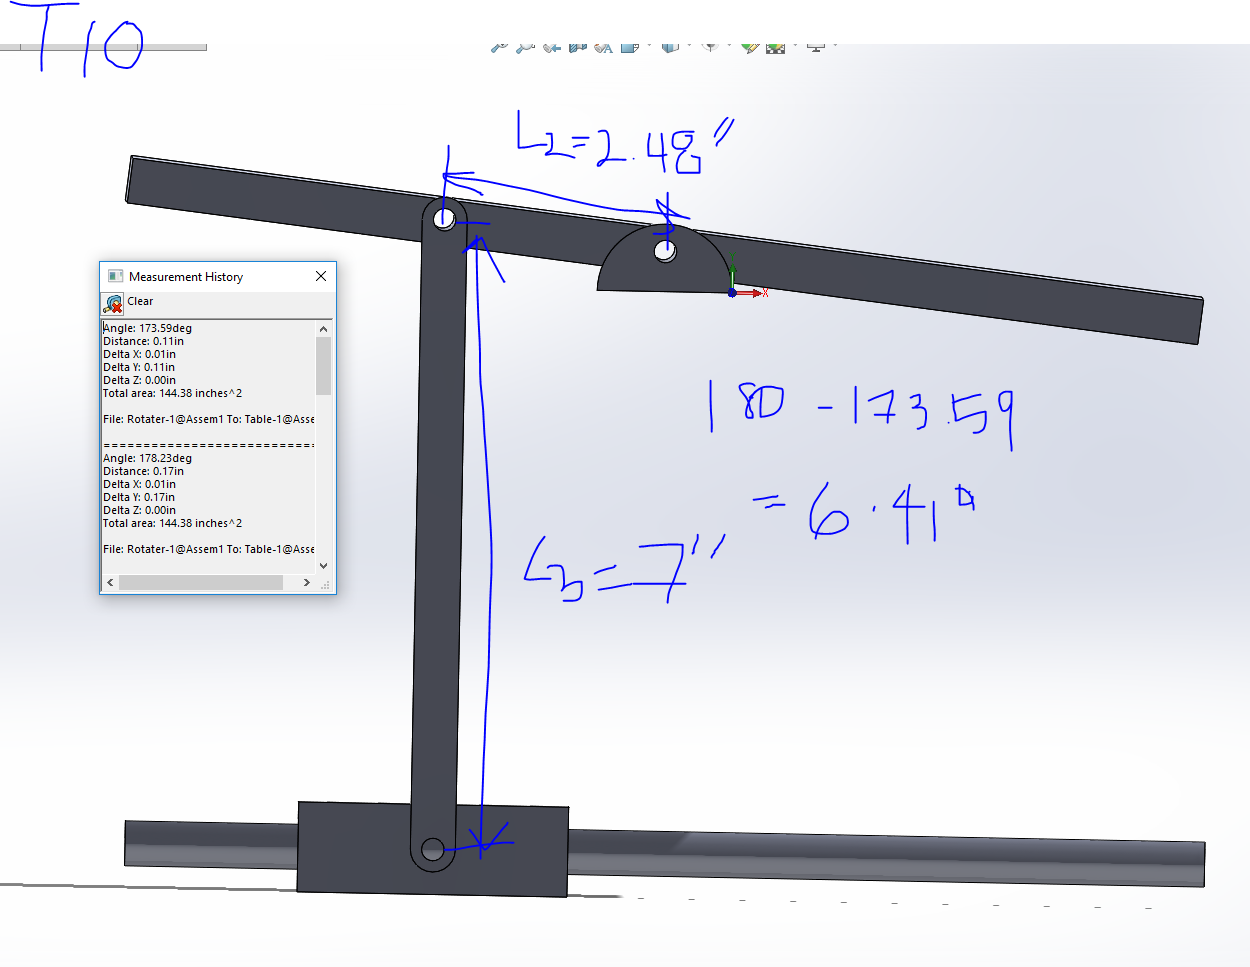 T10
L2=2.48"
Measurement History
Clear
Angle: 173.59deg
Distance: 0.11in
Delta X: 0.01in
Delta Y: 0.11in
Delta Z: 0.00in
Total area: 144.38 inches^2
File: Rotater-1@Assem1 To: Table-1@Asse
===========================
Angle: 178.23deg
Distance: 0.17in
Delta X: 0.01in
Delta Y: 0.17in
Delta Z: 0.00in
Total area: 144.38 inches^2
File: Rotater-1@Assem1 To: Table-1@Asse
X
180 - 173.59
= 6.41°
L3=7"